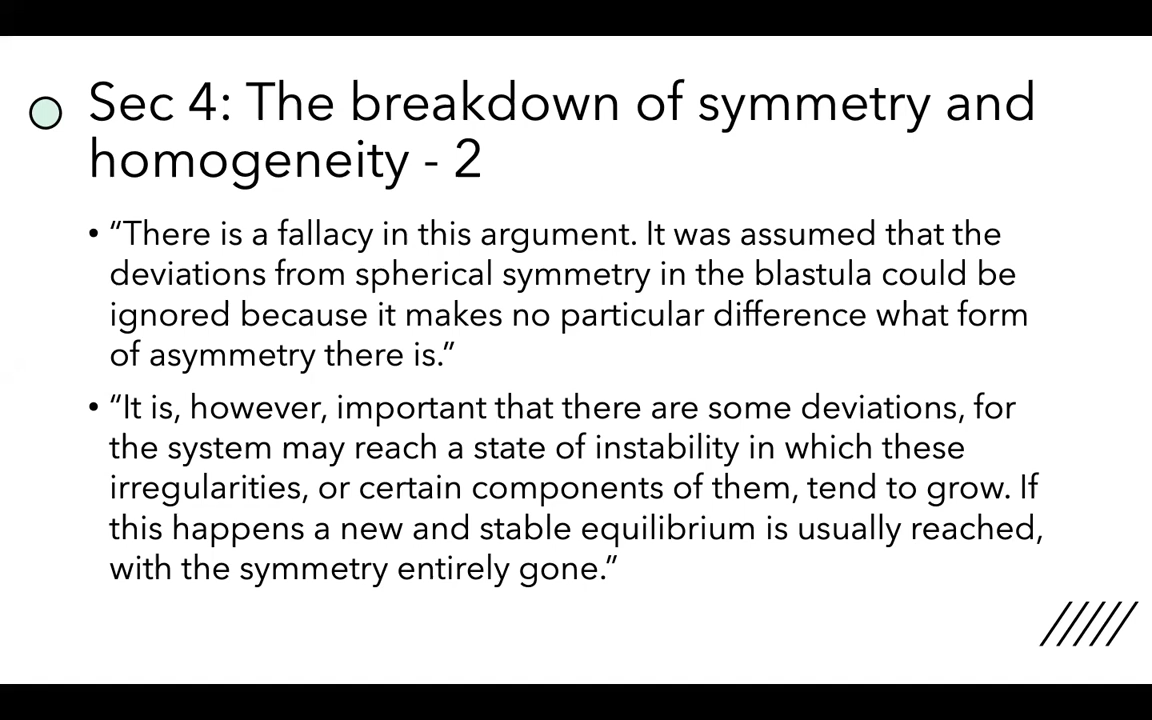 Sec 4: The breakdown of symmetry and
homogeneity - 2
• “There is a fallacy in this argument. It was assumed that the
deviations from spherical symmetry in the blastula could be
ignored because it makes no particular difference what form
of asymmetry there is.”
• “It is, however, important that there are some deviations, for
the system may reach a state of instability in which these
irregularities, or certain components of them, tend to grow. If
this happens a new and stable equilibrium is usually reached,
with the symmetry entirely gone.”